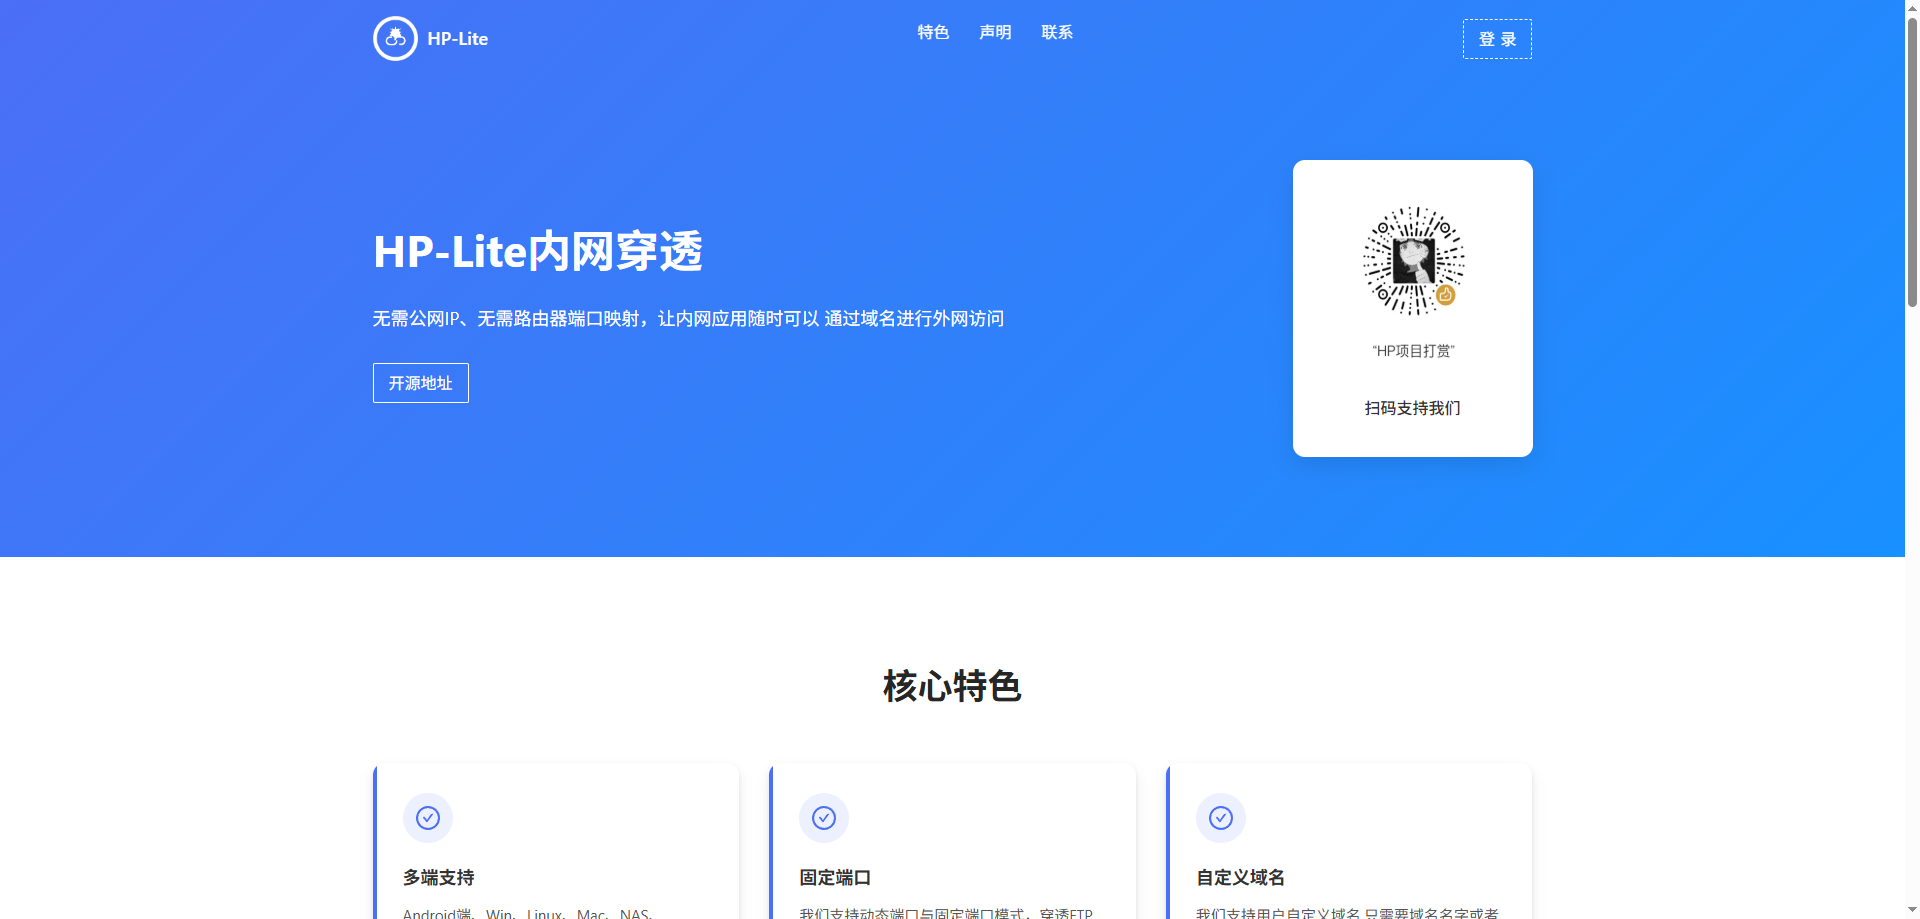 HP-Lite
特色
声明
联系
登 录
HP-Lite内网穿透
无需公网IP、无需路由器端口映射，让内网应用随时可以 通过域名进行外网访问
开源地址
“HP项目打赏”
扫码支持我们
核心特色
多端支持
固定端口
自定义域名
Android端、Win、Linux、Mac、NAS、
我们支持动态端口与固定端口模式，穿透FTP
我们支持用户自定义域名,只需要域名名字或者